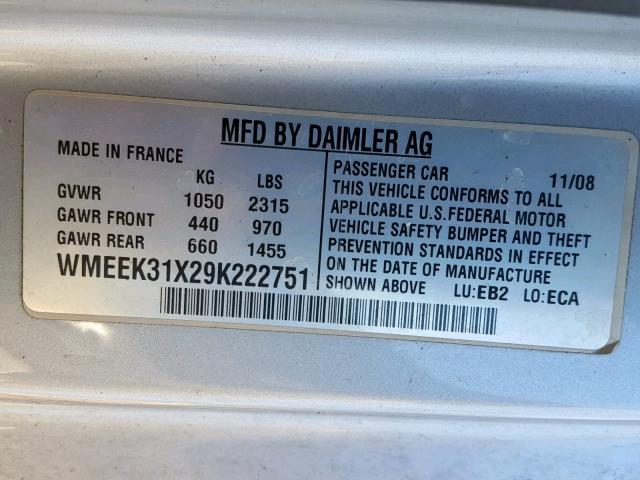 MFD BY DAIMLER AG
MADE IN FRANCE
KG LBS
GVWR 1050 2315
GAWR FRONT 440 970
GAWR REAR 660 1455
WMEEK31X29K222751
PASSENGER CAR 11/08
THIS VEHICLE CONFORMS TO ALL
APPLICABLE U.S.FEDERAL MOTOR
VEHICLE SAFETY BUMPER AND THEFT
PREVENTION STANDARDS IN EFFECT
ON THE DATE OF MANUFACTURE
SHOWN ABOVE LU:EB2 LO:ECA